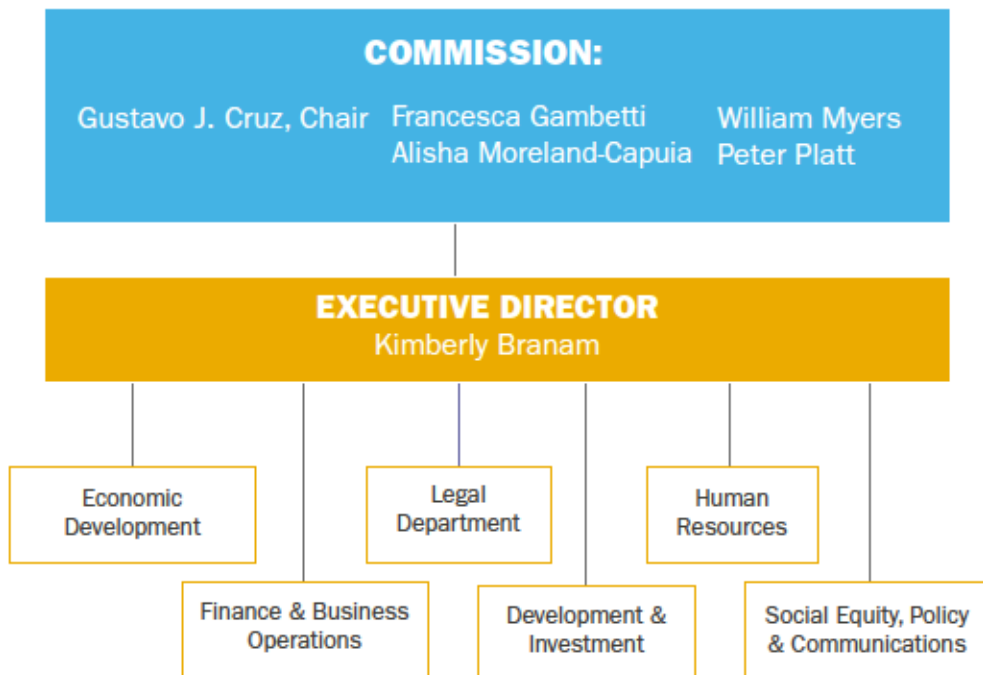 COMMISSION:
Gustavo J. Cruz, Chair
Francesca Gambetti
Alisha Moreland-Capuia
William Myers
Peter Platt
EXECUTIVE DIRECTOR
Kimberly Branam
Economic
Development
Legal
Department
Human
Resources
Finance & Business
Operations
Development &
Investment
Social Equity, Policy
& Communications